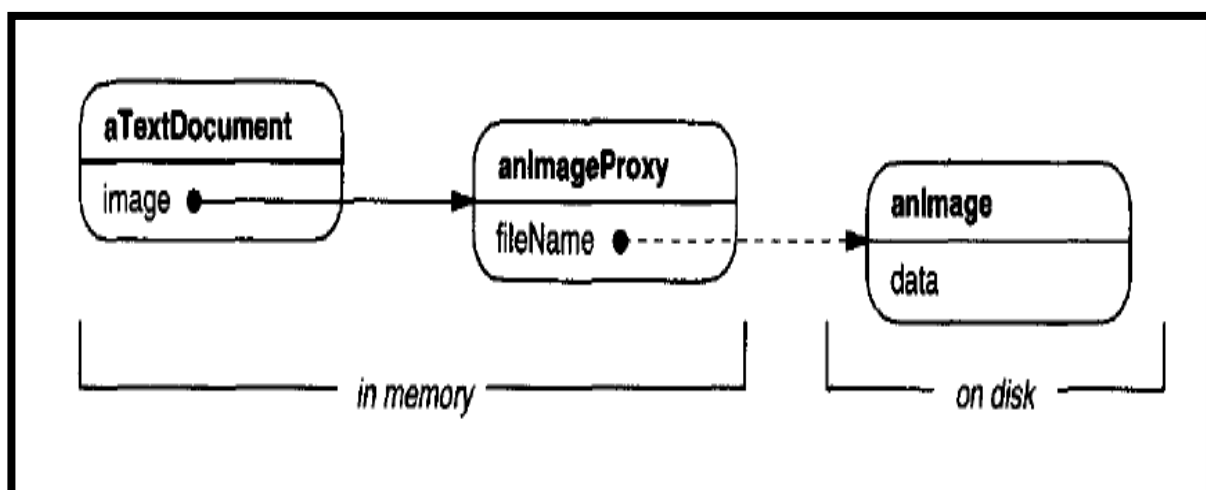 aTextDocument
image
anImageProxy
fileName
anImage
data
in memory
on disk